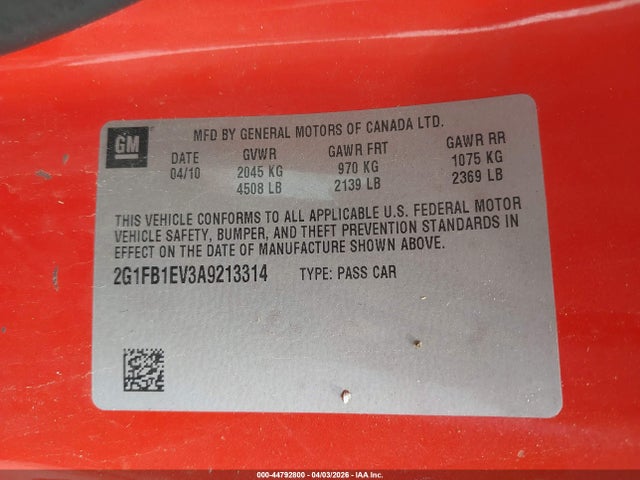 GM
MFD BY GENERAL MOTORS OF CANADA LTD.
DATE GVWR GAWR FRT GAWR RR
04/10 2045 KG 970 KG 1075 KG
4508 LB 2139 LB 2369 LB
THIS VEHICLE CONFORMS TO ALL APPLICABLE U.S. FEDERAL MOTOR
VEHICLE SAFETY, BUMPER, AND THEFT PREVENTION STANDARDS IN
EFFECT ON THE DATE OF MANUFACTURE SHOWN ABOVE.
2G1FB1EV3A9213314 TYPE: PASS CAR
000-44792800 - 04/03/2026 - IAA Inc.